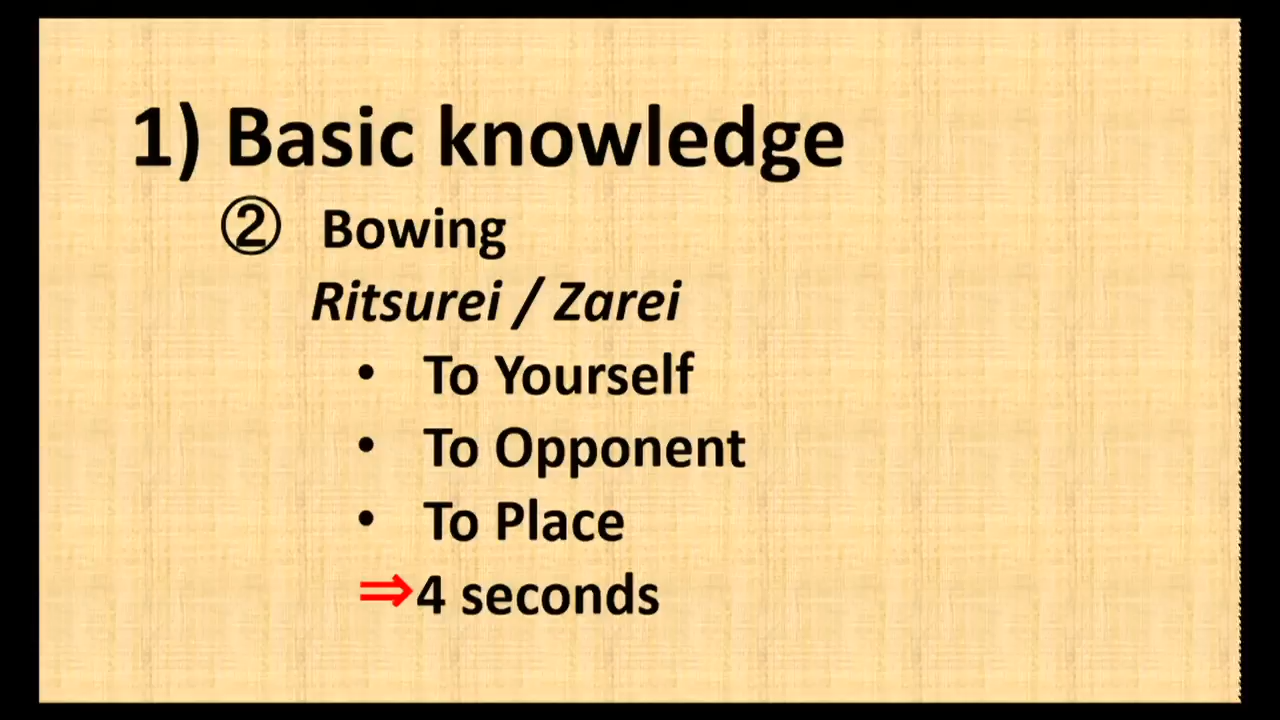 1) Basic knowledge
② Bowing
Ritsurei / Zarei
• To Yourself
• To Opponent
• To Place
⇒4 seconds